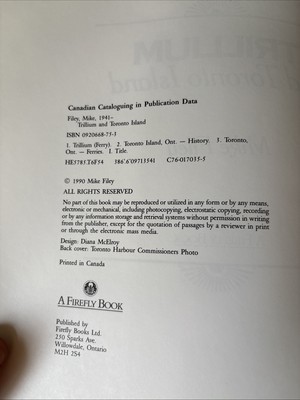 Canadian Cataloguing in Publication Data
Filey, Mike, 1941-
Trillium and Toronto Island
ISBN 0920668-75-3
1. Trillium (Ferry). 2. Toronto Island, Ont. — History. 3. Toronto,
Ont. — Ferries. I. Title.
HE5785.T6F54 386'.6'09713541 C76-017015-5
© 1990 Mike Filey
ALL RIGHTS RESERVED
No part of this book may be reproduced or utilized in any form or by any means,
electronic or mechanical, including photocopying, electrostatic copying, recording
or by any information storage and retrieval systems without permission in writing
from the publisher, except for the quotation of passages by a reviewer in print
or through the electronic mass media.
Design: Diana McElroy
Back cover: Toronto Harbour Commissioners Photo
Printed in Canada
A FIREFLY BOOK
Published by
Firefly Books Ltd.
250 Sparks Ave.
Willowdale, Ontario
M2H 2S4